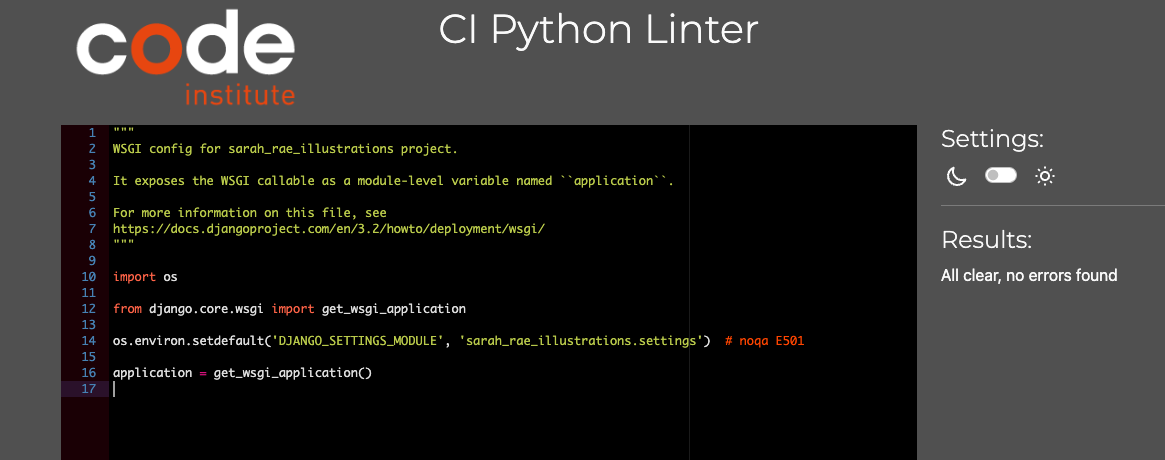 code
institute
CI Python Linter
1 """
2 WSGI config for sarah_rae_illustrations project.
3
4 It exposes the WSGI callable as a module-level variable named ``application``.
5
6 For more information on this file, see
7 https://docs.djangoproject.com/en/3.2/howto/deployment/wsgi/
8 """
9
10 import os
11
12 from django.core.wsgi import get_wsgi_application
13
14 os.environ.setdefault('DJANGO_SETTINGS_MODULE', 'sarah_rae_illustrations.settings')  # noqa E501
15
16 application = get_wsgi_application()
17
Settings:
Results:
All clear, no errors found